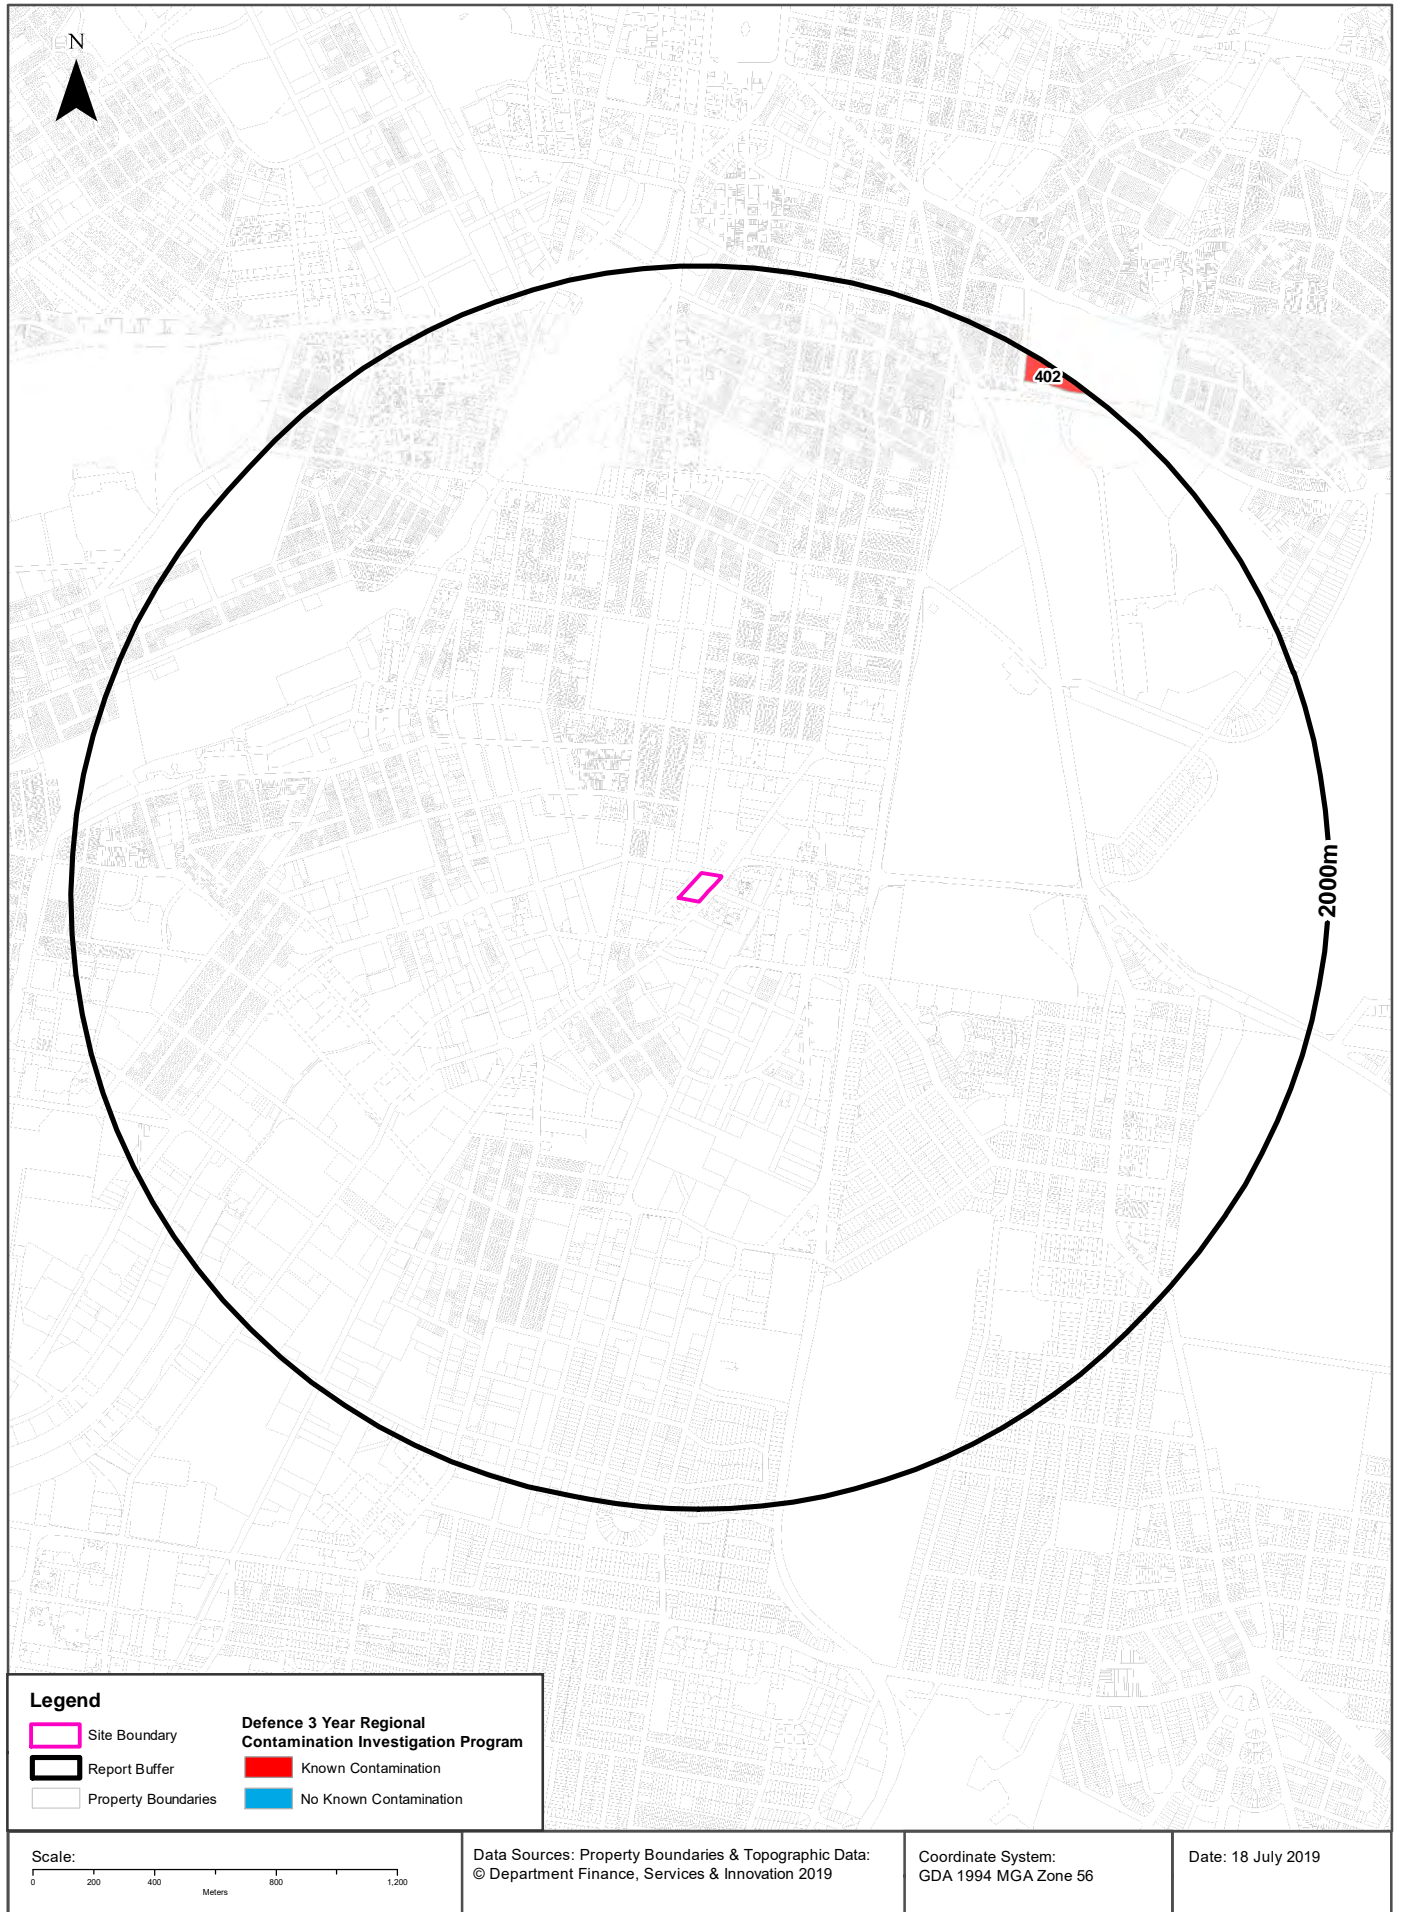 N
402
2000m
Legend
Site Boundary
Report Buffer
Property Boundaries
Defence 3 Year Regional
Contamination Investigation Program
Known Contamination
No Known Contamination
Scale:
0 200 400 800 1,200
Meters
Data Sources: Property Boundaries & Topographic Data:
© Department Finance, Services & Innovation 2019
Coordinate System:
GDA 1994 MGA Zone 56
Date: 18 July 2019